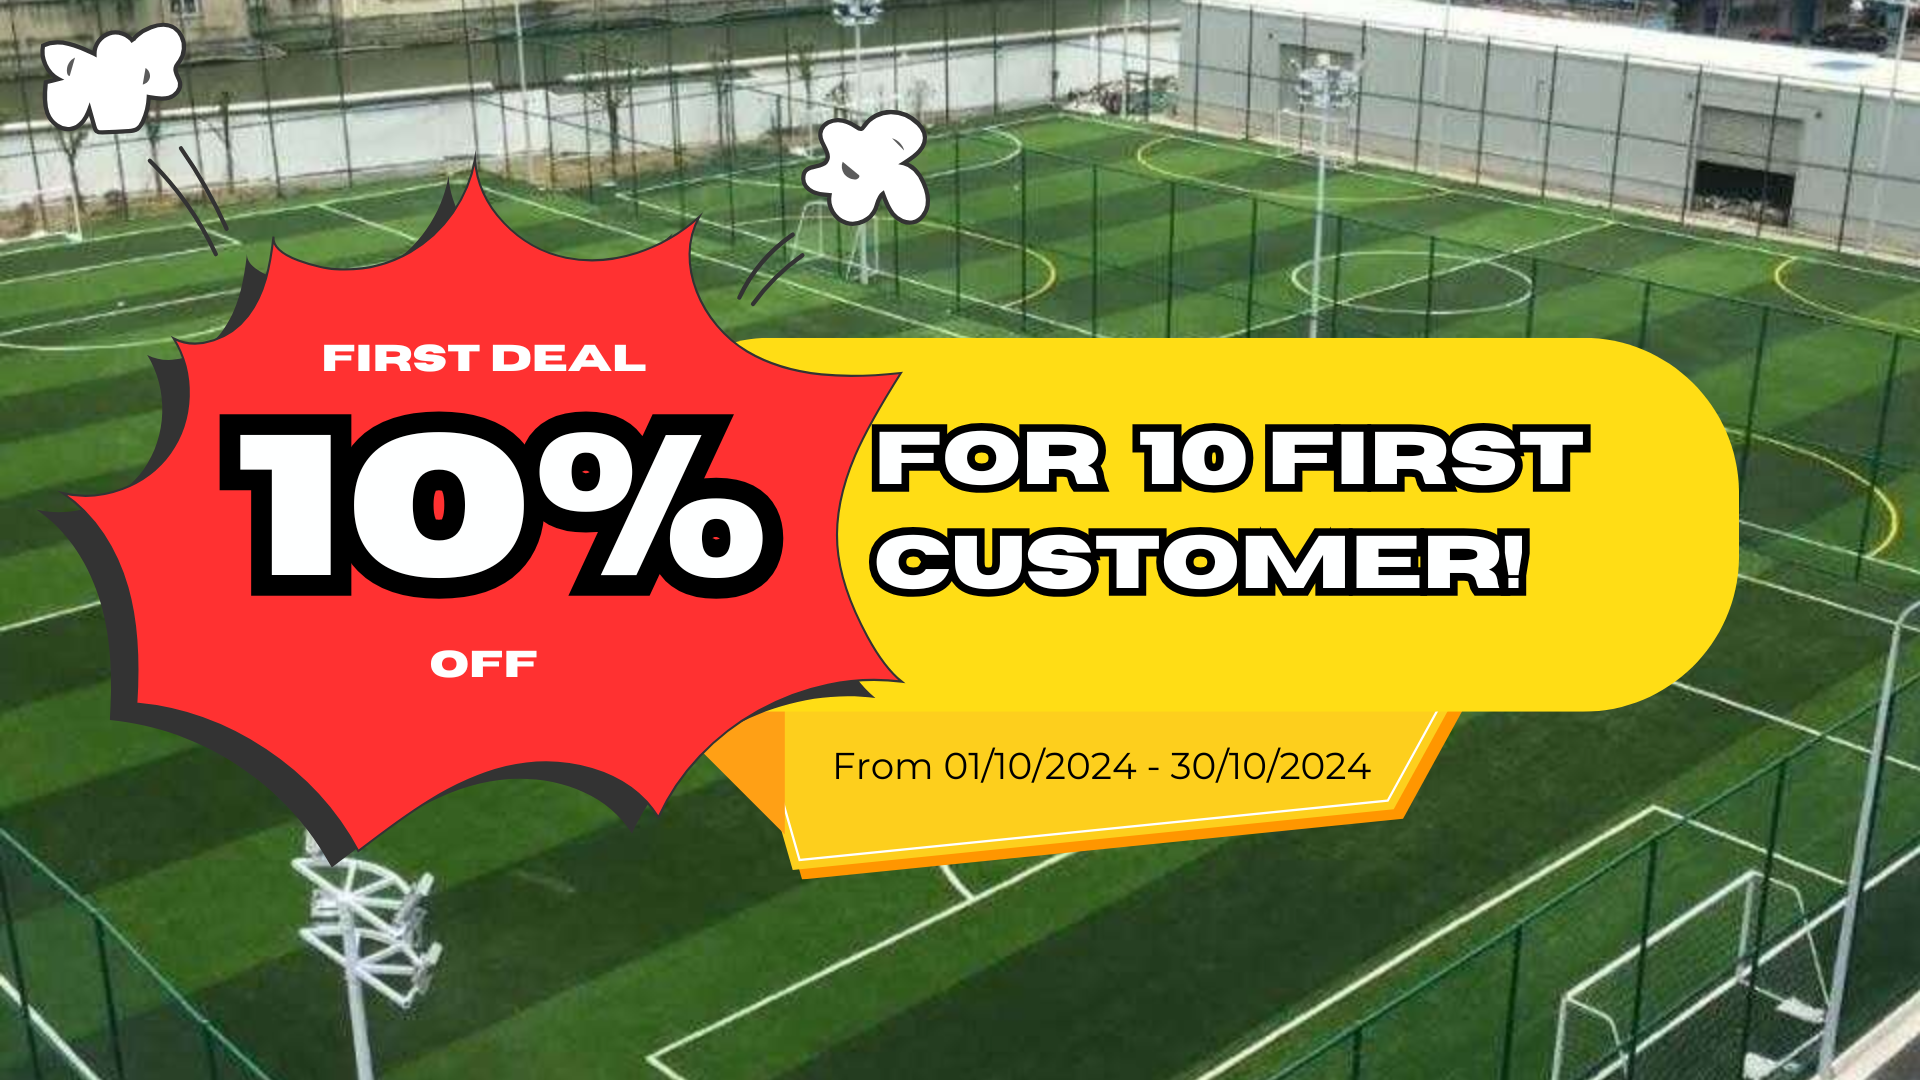 FIRST DEAL
10%
OFF
FOR 10 FIRST
CUSTOMER!
From 01/10/2024 - 30/10/2024